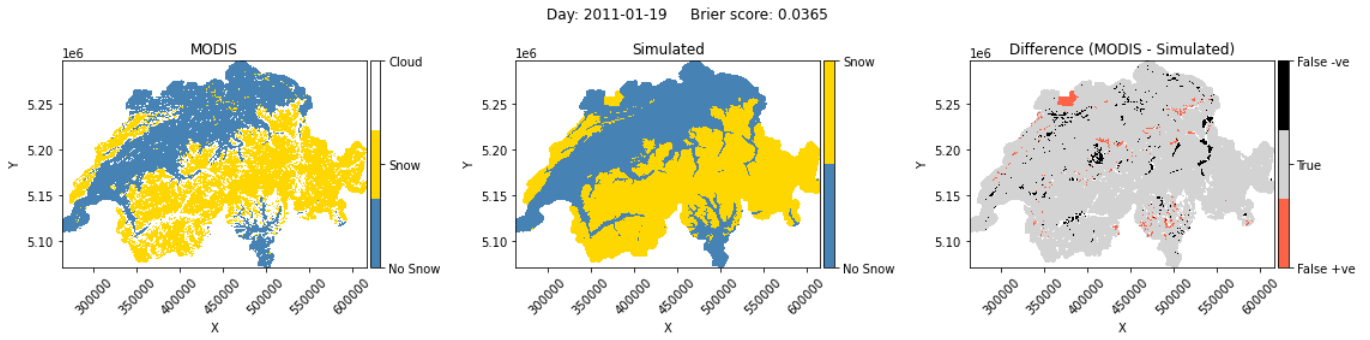 Day: 2011-01-19 Brier score: 0.0365
MODIS
1e6
5.25
5.20
5.15
5.10
Y
300000
350000
400000
450000
500000
550000
600000
X
Cloud
Snow
No Snow
Simulated
1e6
5.25
5.20
5.15
5.10
Y
300000
350000
400000
450000
500000
550000
600000
X
Snow
No Snow
Difference (MODIS - Simulated)
1e6
5.25
5.20
5.15
5.10
Y
300000
350000
400000
450000
500000
550000
600000
X
False -ve
True
False +ve